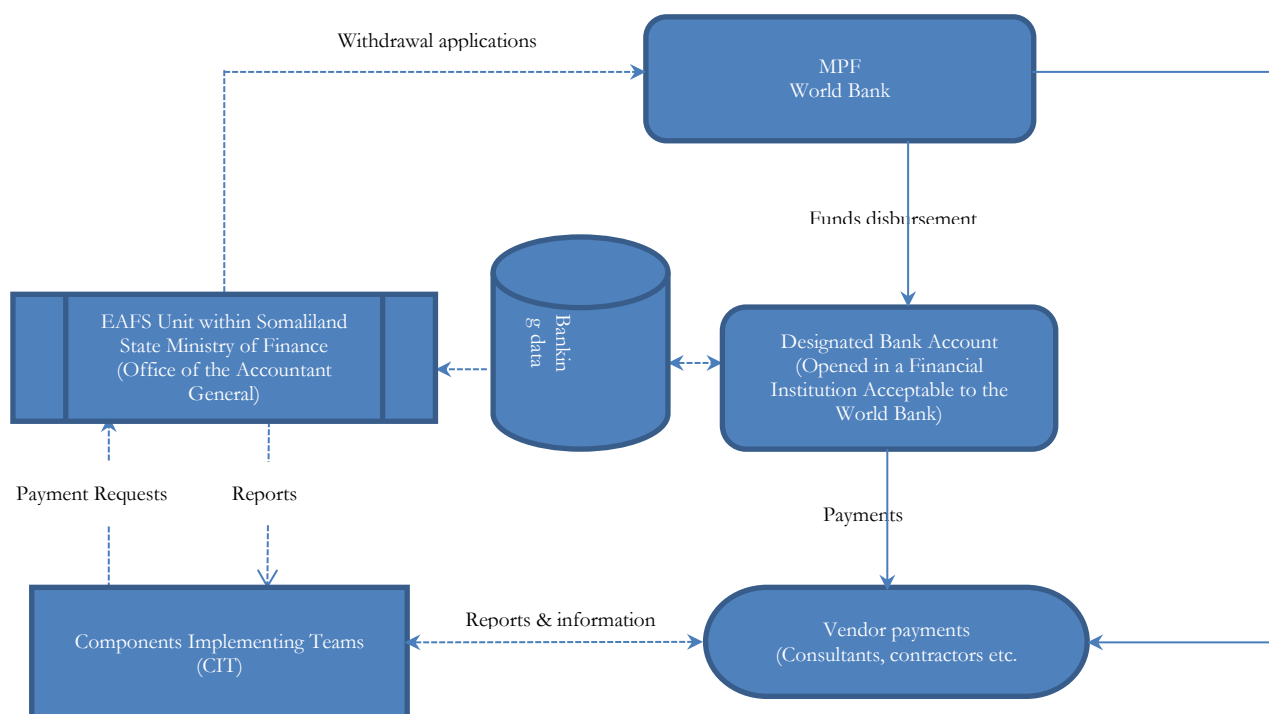 Withdrawal applications
MPF
World Bank
Funds disbursement
EAFS Unit within Somaliland
State Ministry of Finance
(Office of the Accountant
General)
Bankin
g data
Designated Bank Account
(Opened in a Financial
Institution Acceptable to the
World Bank)
Payment Requests
Reports
Payments
Components Implementing Teams
(CIT)
Reports & information
Vendor payments
(Consultants, contractors etc.